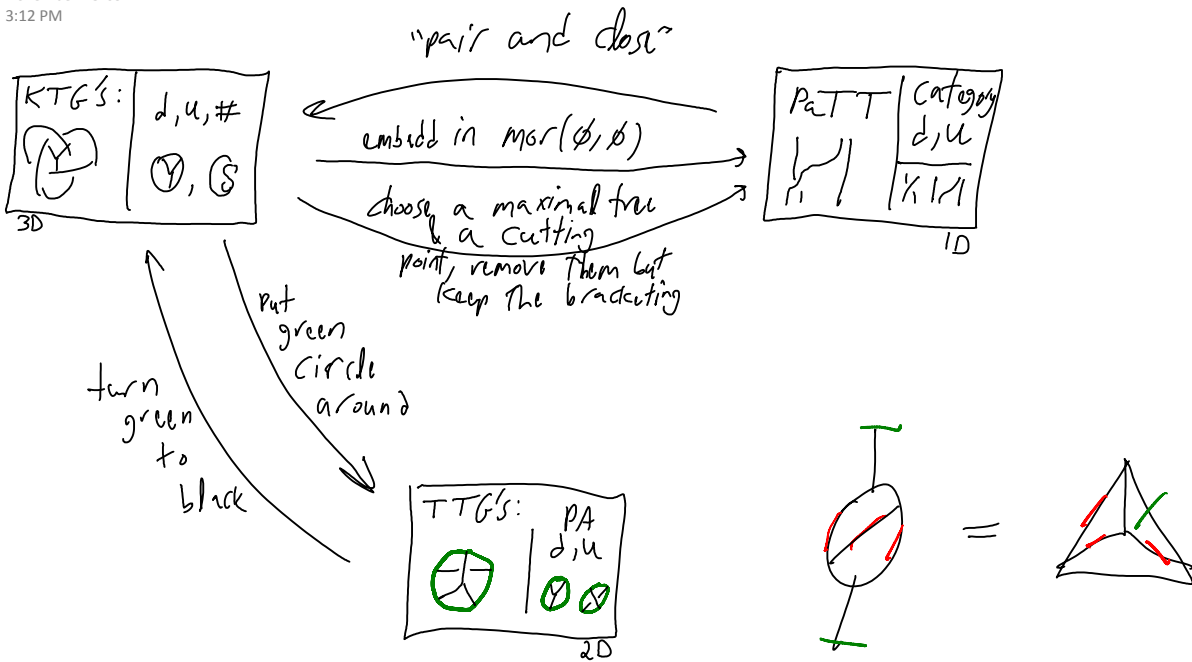 3:12 PM
"pair and close"
KTG's:
d,u,#
Y, S
3D
embedd in mor(∅,∅)
choose a maximal tree
& a cutting
point, remove them but
keep the bracketing
PaTT
Category
d,u
1D
put
green
circle
around
turn
green
to
black
TTG's:
PA
d,u
2D
=